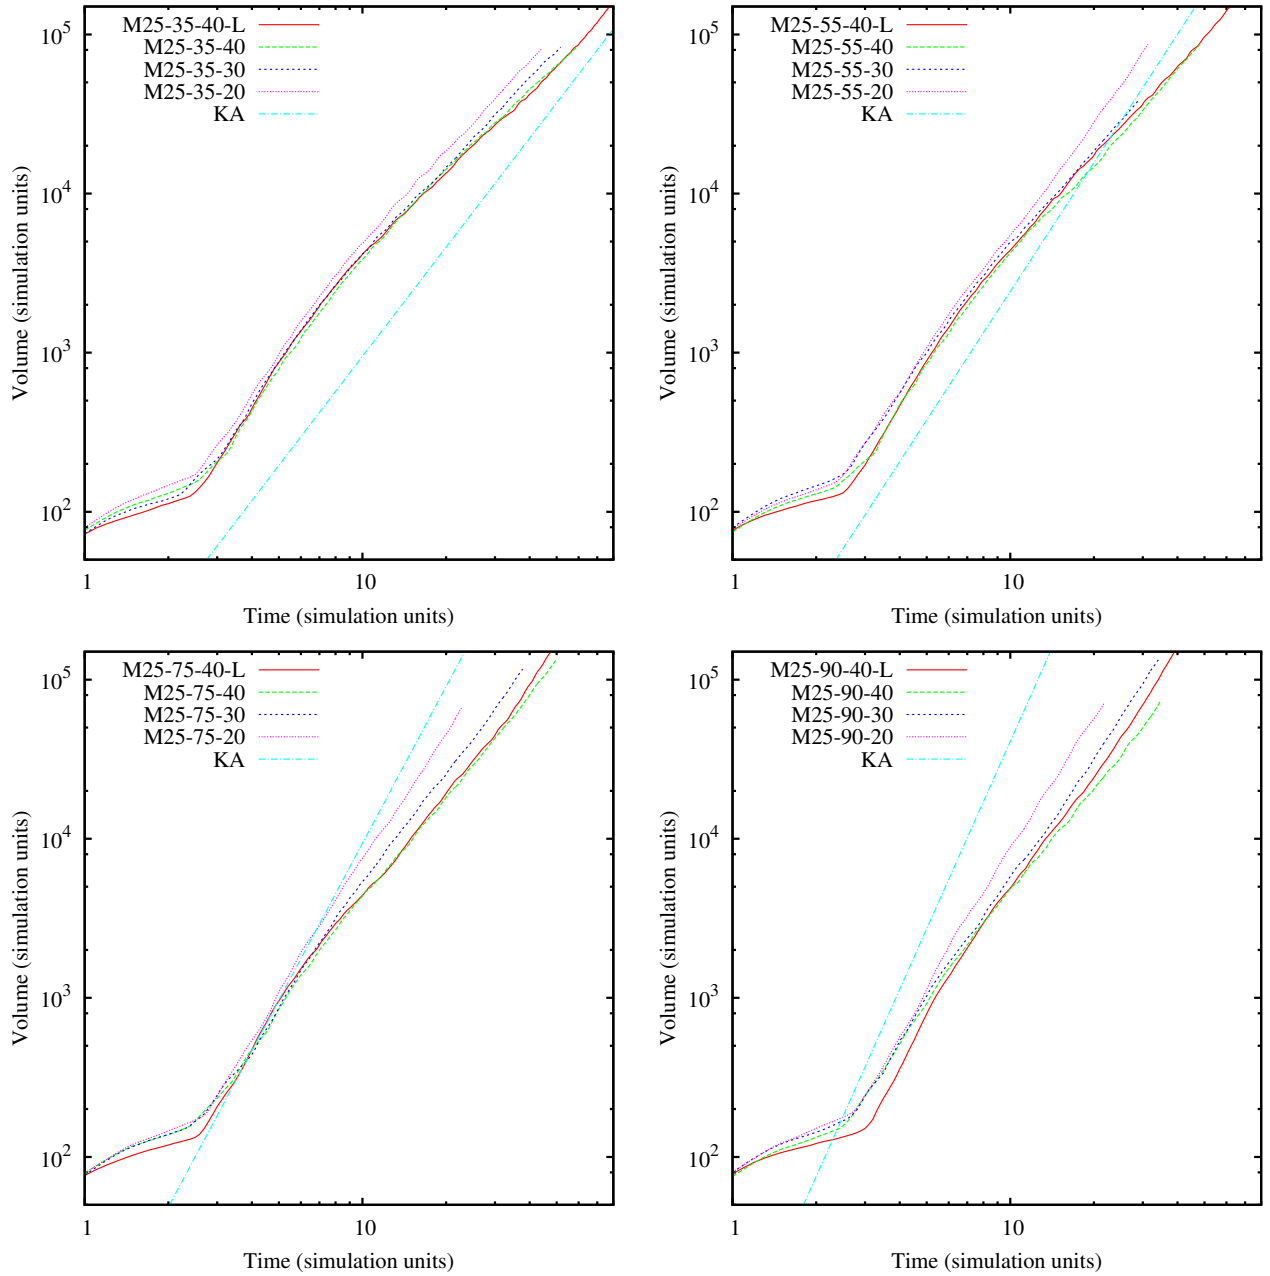 M25-35-40-L
M25-35-40
M25-35-30
M25-35-20
KA
10^5
10^4
10^3
10^2
1
10
Volume (simulation units)
Time (simulation units)
M25-55-40-L
M25-55-40
M25-55-30
M25-55-20
KA
10^5
10^4
10^3
10^2
1
10
Volume (simulation units)
Time (simulation units)
M25-75-40-L
M25-75-40
M25-75-30
M25-75-20
KA
10^5
10^4
10^3
10^2
1
10
Volume (simulation units)
Time (simulation units)
M25-90-40-L
M25-90-40
M25-90-30
M25-90-20
KA
10^5
10^4
10^3
10^2
1
10
Volume (simulation units)
Time (simulation units)